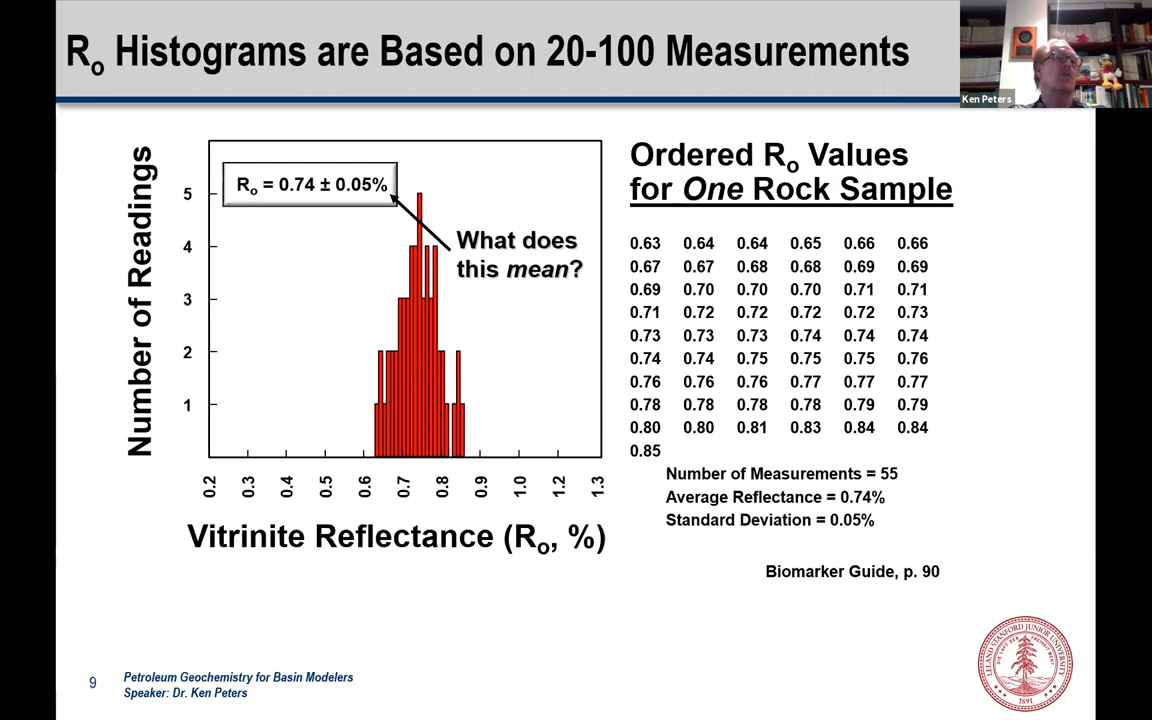 R₀ Histograms are Based on 20-100 Measurements
Ken Peters
Number of Readings
5
4
3
2
1
R₀ = 0.74 ± 0.05%
What does
this mean?
0.2 0.3 0.4 0.5 0.6 0.7 0.8 0.9 1.0 1.2 1.3
Vitrinite Reflectance (R₀, %)
Ordered R₀ Values
for One Rock Sample
0.63 0.64 0.64 0.65 0.66 0.66
0.67 0.67 0.68 0.68 0.69 0.69
0.69 0.70 0.70 0.70 0.71 0.71
0.71 0.72 0.72 0.72 0.72 0.73
0.73 0.73 0.73 0.74 0.74 0.74
0.74 0.74 0.75 0.75 0.75 0.76
0.76 0.76 0.76 0.77 0.77 0.77
0.78 0.78 0.78 0.78 0.79 0.79
0.80 0.80 0.81 0.83 0.84 0.84
0.85
Number of Measurements = 55
Average Reflectance = 0.74%
Standard Deviation = 0.05%
Biomarker Guide, p. 90
9
Petroleum Geochemistry for Basin Modelers
Speaker: Dr. Ken Peters
LELAND STANFORD JUNIOR UNIVERSITY
1891